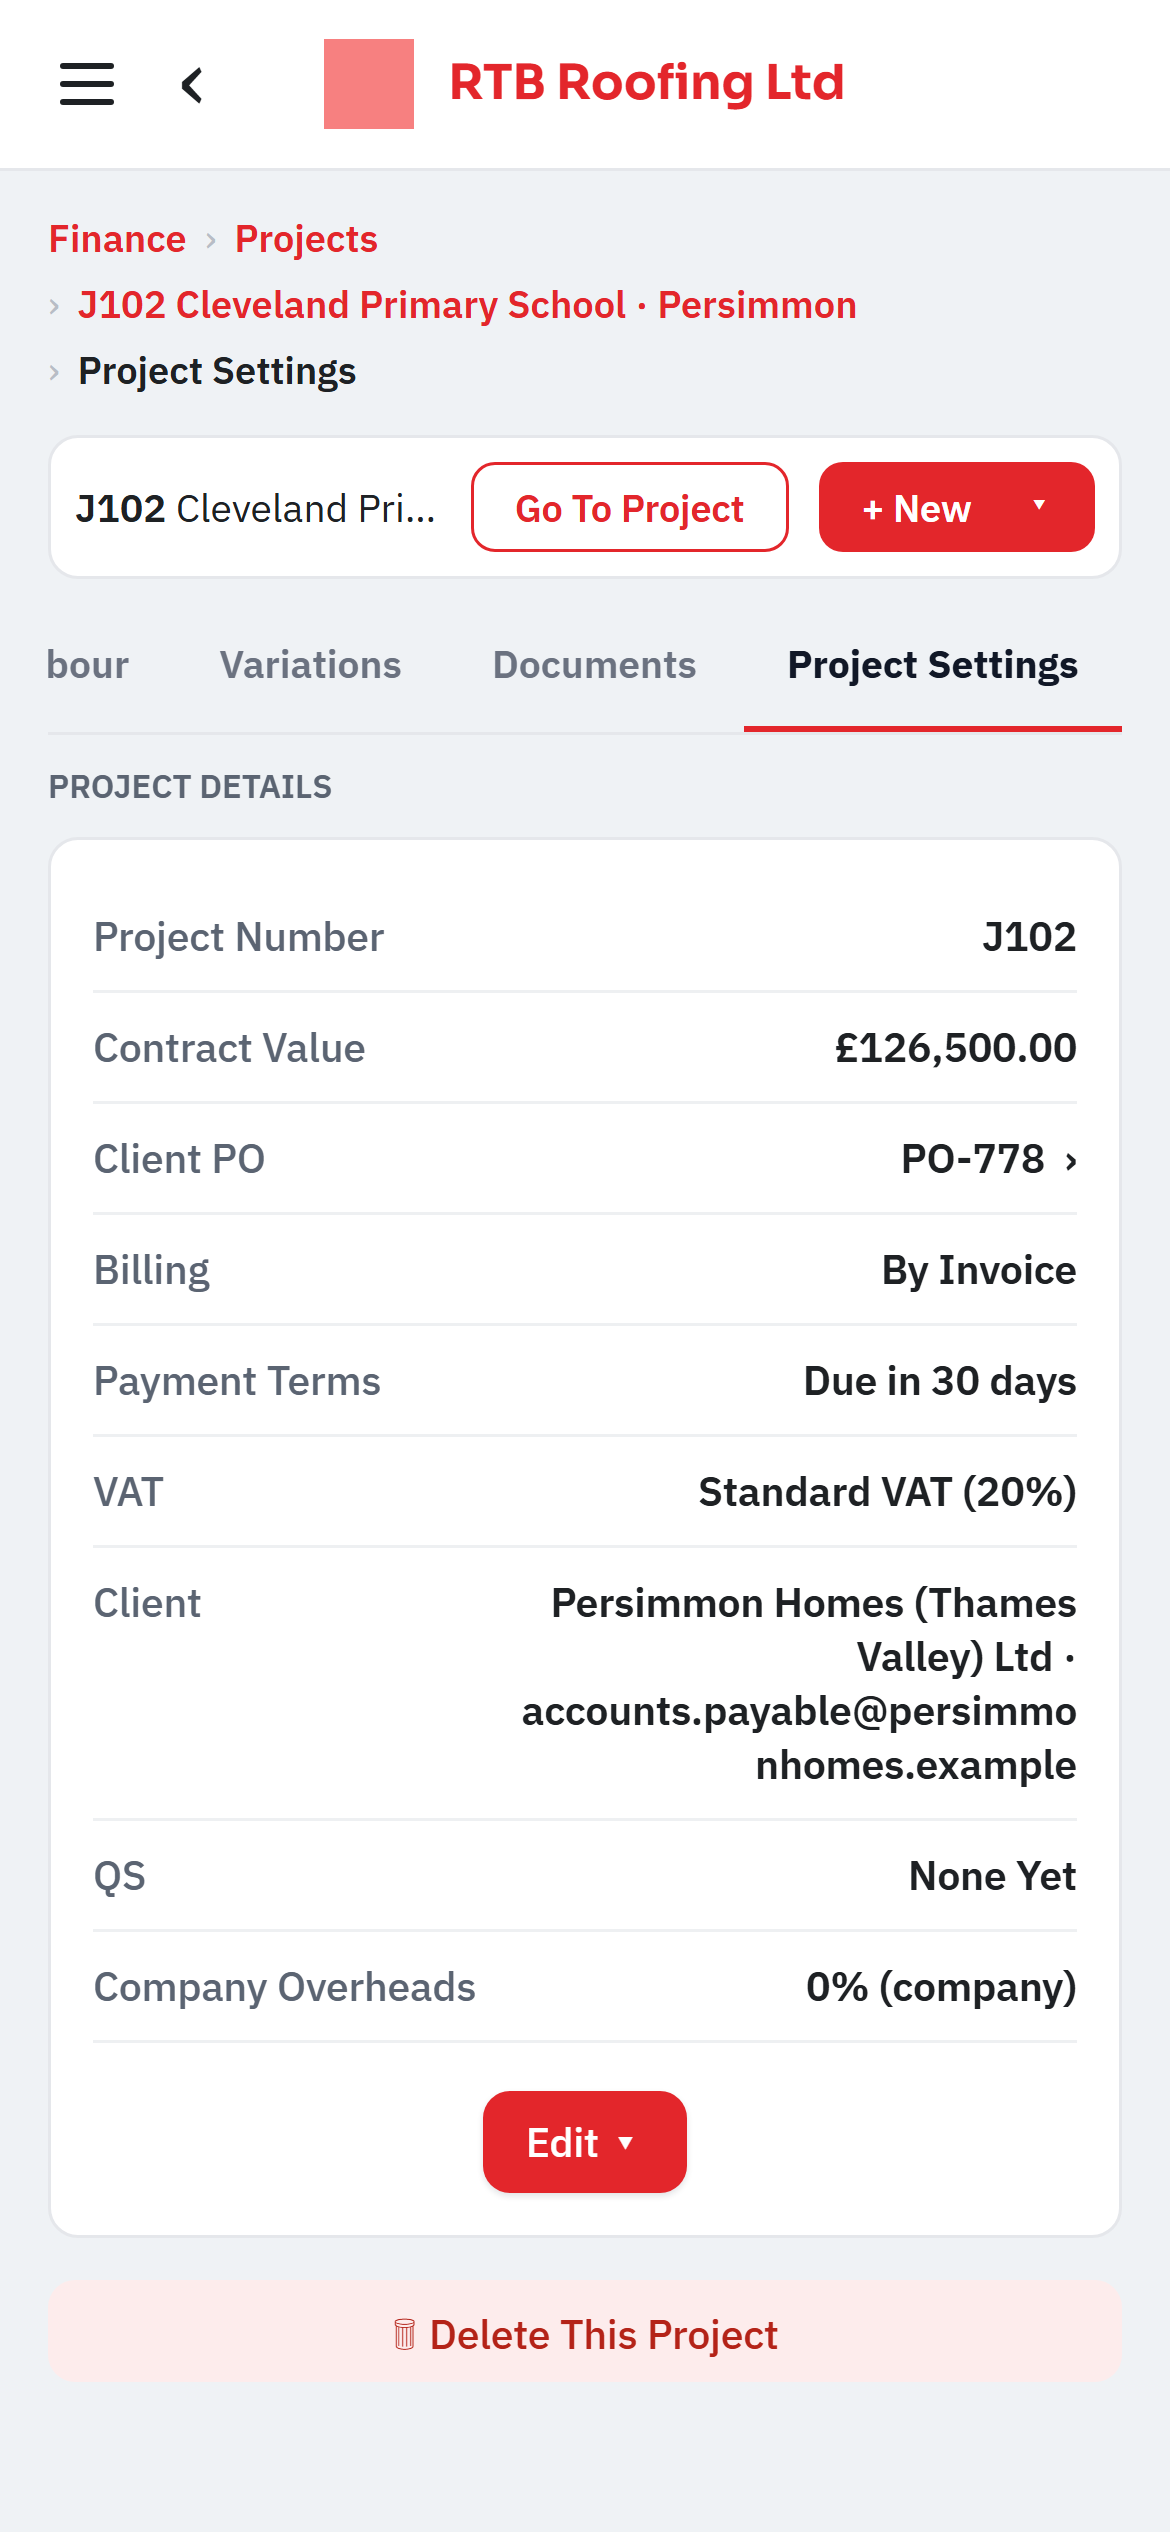 RTB Roofing Ltd
Finance › Projects
› J102 Cleveland Primary School · Persimmon
› Project Settings
J102 Cleveland Pri... Go To Project + New ▼
bour Variations Documents Project Settings
PROJECT DETAILS
Project Number J102
Contract Value £126,500.00
Client PO PO-778 ›
Billing By Invoice
Payment Terms Due in 30 days
VAT Standard VAT (20%)
Client Persimmon Homes (Thames
Valley) Ltd ·
accounts.payable@persimmo
nhomes.example
QS None Yet
Company Overheads 0% (company)
Edit ▼
Delete This Project